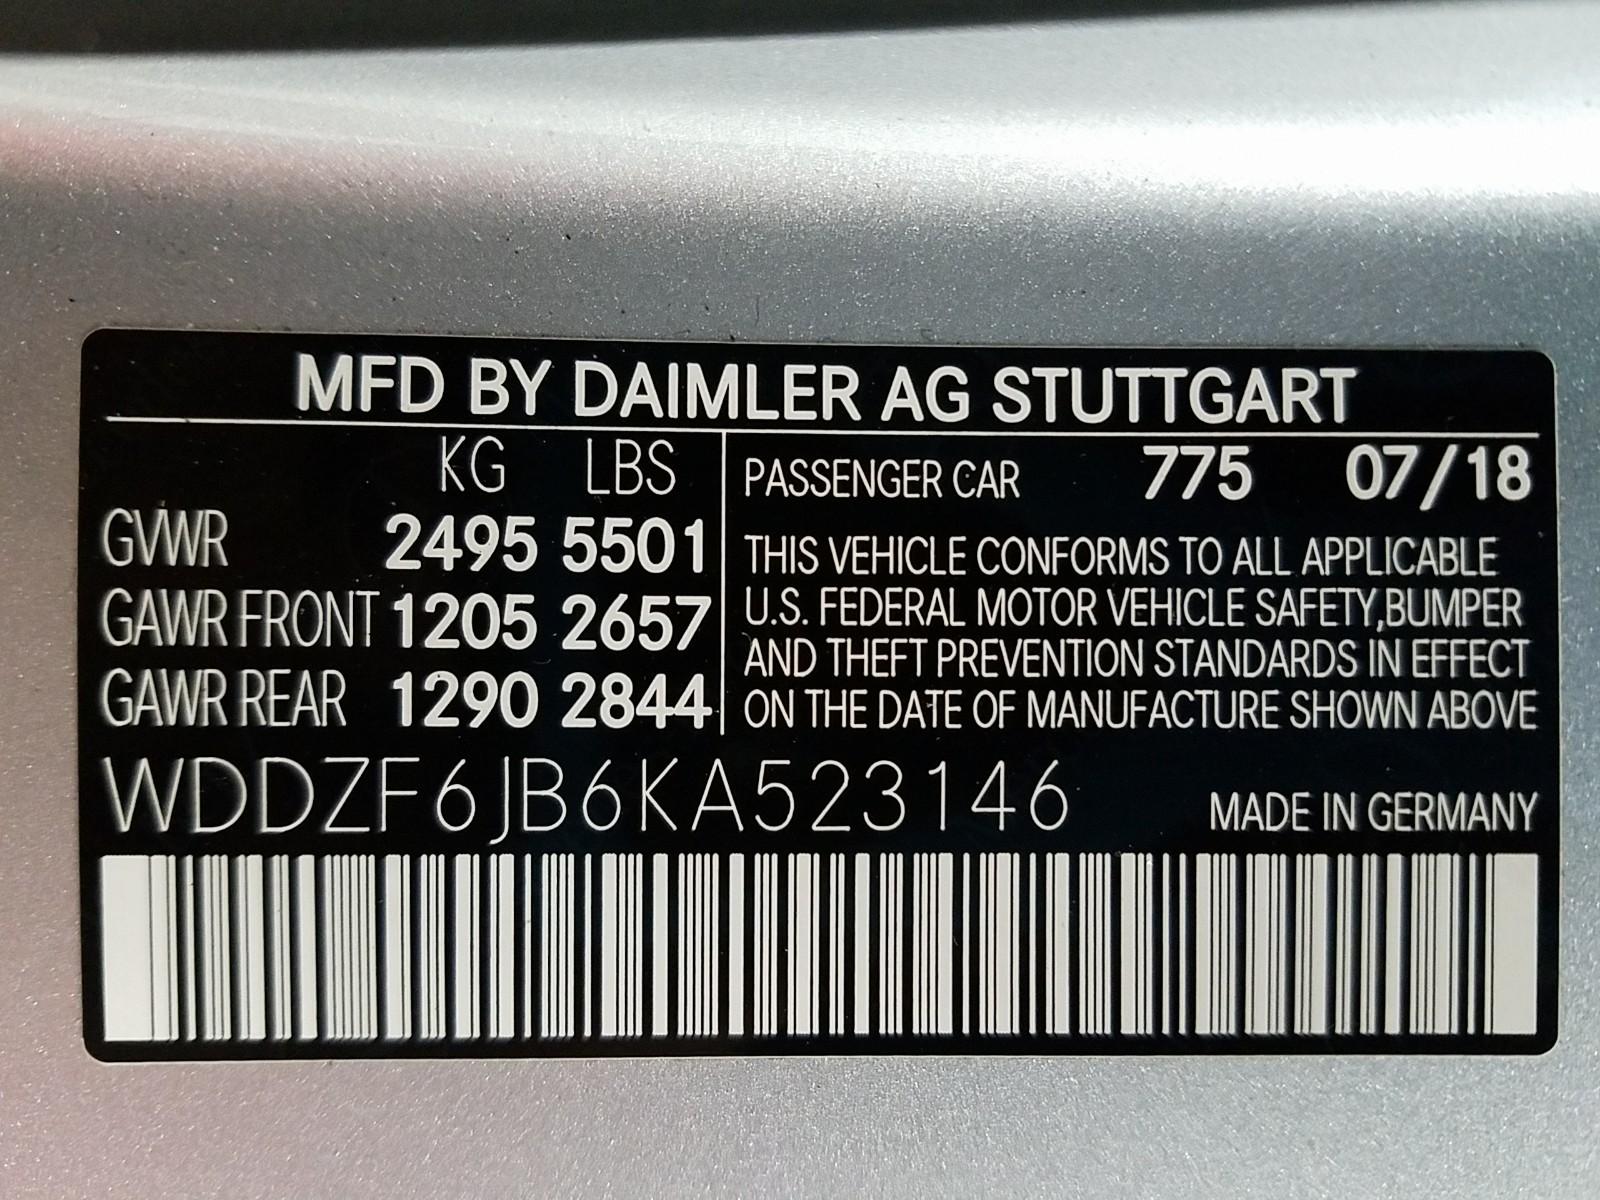 MFD BY DAIMLER AG STUTTGART
KG LBS
GVWR 2495 5501
GAWR FRONT 1205 2657
GAWR REAR 1290 2844
PASSENGER CAR 775 07/18
THIS VEHICLE CONFORMS TO ALL APPLICABLE
U.S. FEDERAL MOTOR VEHICLE SAFETY,BUMPER
AND THEFT PREVENTION STANDARDS IN EFFECT
ON THE DATE OF MANUFACTURE SHOWN ABOVE
WDDZF6JB6KA523146
MADE IN GERMANY